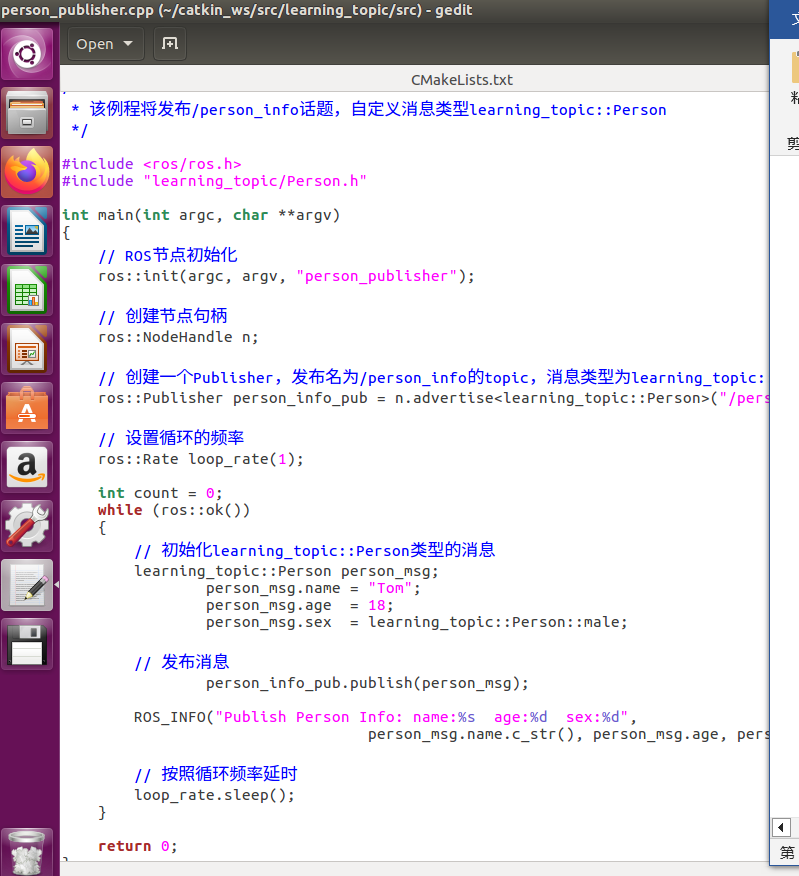 person_publisher.cpp (~/catkin_ws/src/learning_topic/src) - gedit
Open
CMakeLists.txt
* 该例程将发布/person_info话题，自定义消息类型learning_topic::Person
*/
#include <ros/ros.h>
#include "learning_topic/Person.h"
int main(int argc, char **argv)
{
// ROS节点初始化
ros::init(argc, argv, "person_publisher");
// 创建节点句柄
ros::NodeHandle n;
// 创建一个Publisher，发布名为/person_info的topic，消息类型为learning_topic:
ros::Publisher person_info_pub = n.advertise<learning_topic::Person>("/pers
// 设置循环的频率
ros::Rate loop_rate(1);
int count = 0;
while (ros::ok())
{
// 初始化learning_topic::Person类型的消息
learning_topic::Person person_msg;
person_msg.name = "Tom";
person_msg.age  = 18;
person_msg.sex  = learning_topic::Person::male;
// 发布消息
person_info_pub.publish(person_msg);
ROS_INFO("Publish Person Info: name:%s  age:%d  sex:%d",
person_msg.name.c_str(), person_msg.age, pers
// 按照循环频率延时
loop_rate.sleep();
}
return 0;
第